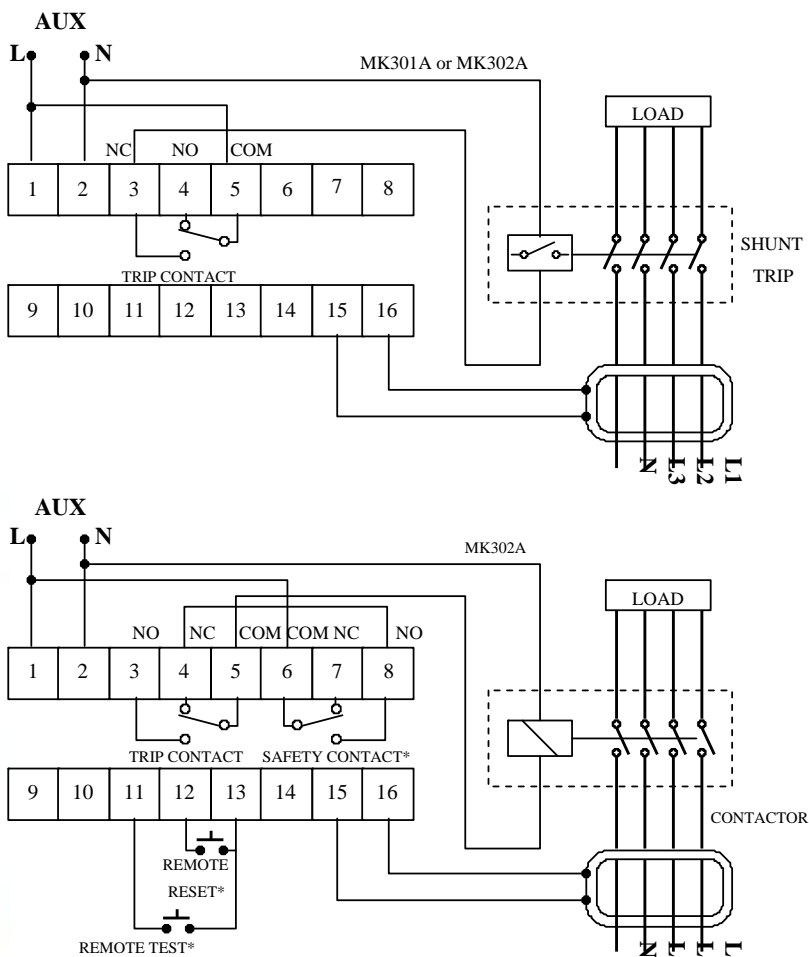 AUX
L N
MK301A or MK302A
LOAD
NC NO COM
1 2 3 4 5 6 7 8
SHUNT
TRIP
TRIP CONTACT
9 10 11 12 13 14 15 16
N L3 L2 L1
AUX
L N
MK302A
LOAD
NO NC COM COM NC NO
1 2 3 4 5 6 7 8
TRIP CONTACT SAFETY CONTACT*
9 10 11 12 13 14 15 16
CONTACTOR
REMOTE
RESET*
REMOTE TEST*
N L L L